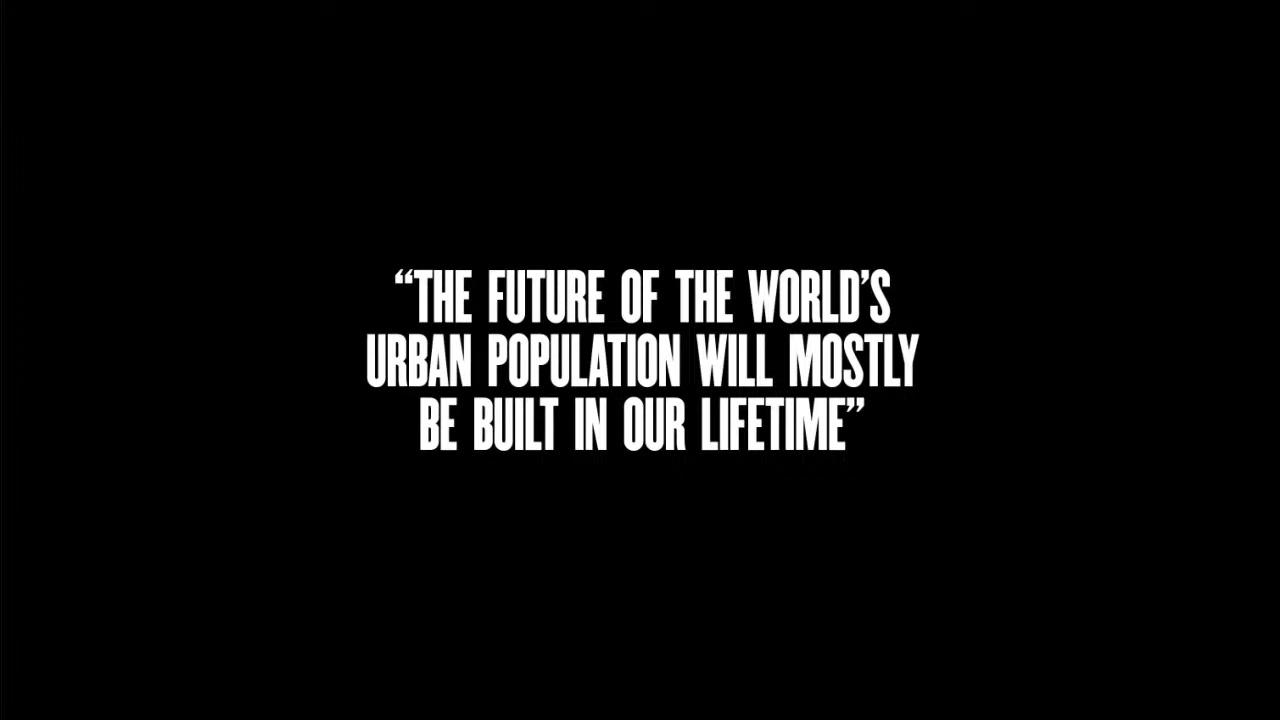 “THE FUTURE OF THE WORLD’S
URBAN POPULATION WILL MOSTLY
BE BUILT IN OUR LIFETIME”